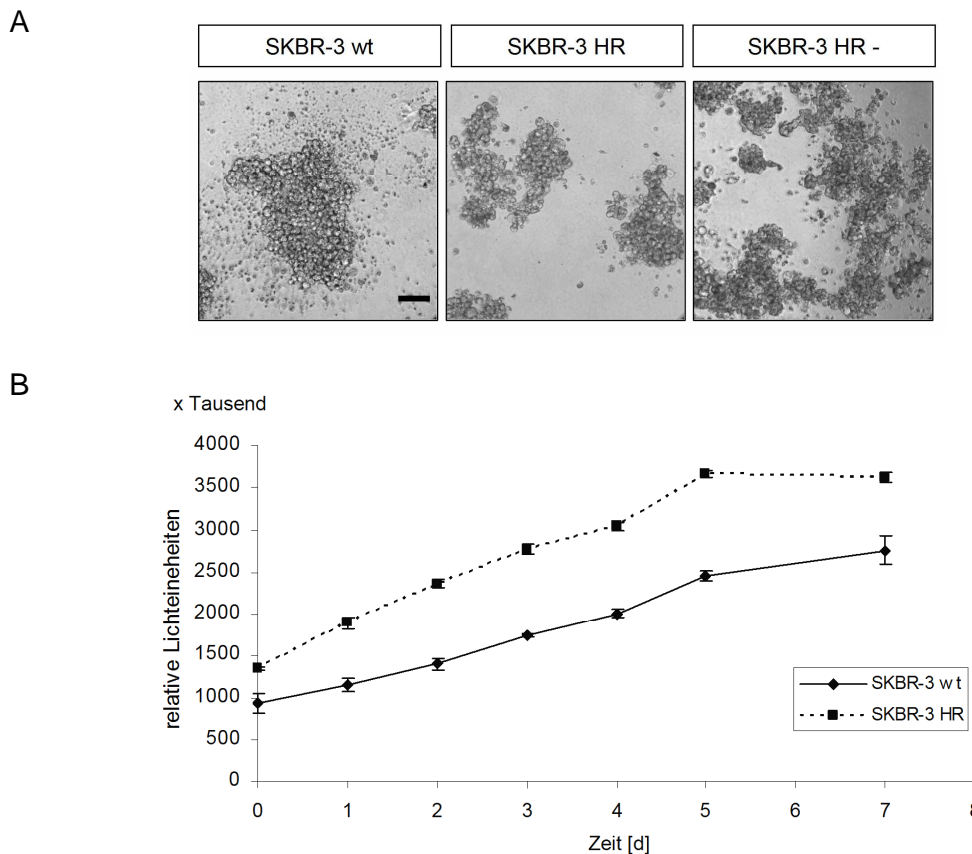 A
SKBR-3 wt
SKBR-3 HR
SKBR-3 HR -
B
x Tausend
relative Lichteineheiten
4000
3500
3000
2500
2000
1500
1000
500
0
0 1 2 3 4 5 6 7 8
Zeit [d]
SKBR-3 wt
SKBR-3 HR